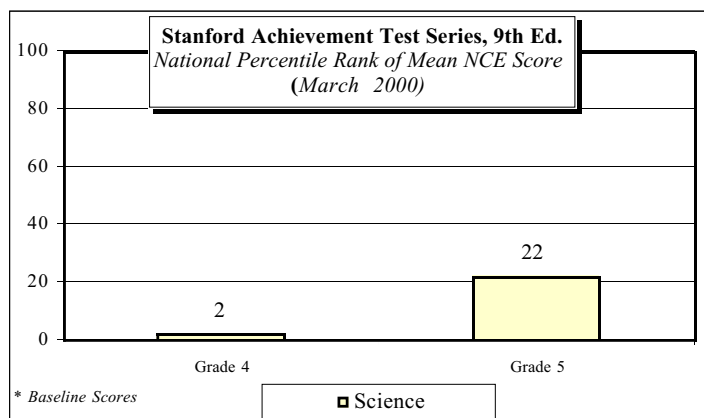 Stanford Achievement Test Series, 9th Ed.
National Percentile Rank of Mean NCE Score
(March 2000)
100
80
60
40
20
0
2
22
Grade 4
Grade 5
* Baseline Scores
Science